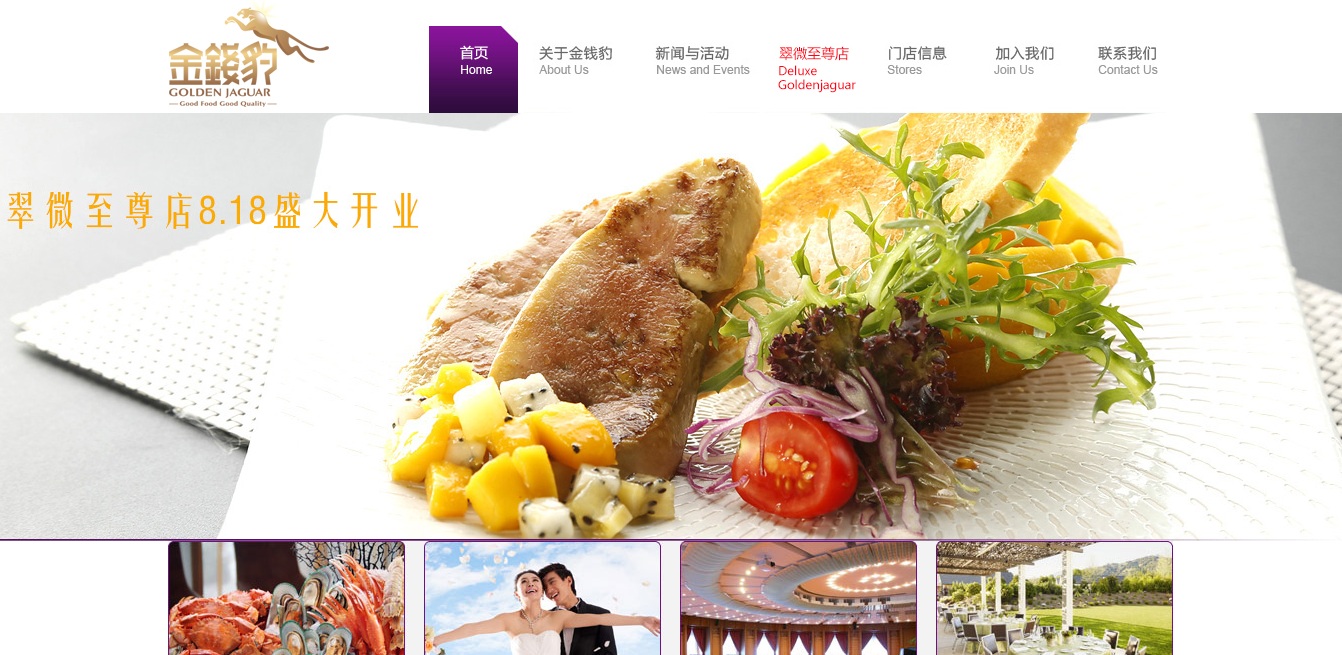 金錢豹
GOLDEN JAGUAR
Good Food Good Quality
首页
Home
关于金钱豹
About Us
新闻与活动
News and Events
翠微至尊店
Deluxe
Goldenjaguar
门店信息
Stores
加入我们
Join Us
联系我们
Contact Us
翠微至尊店8.18盛大开业